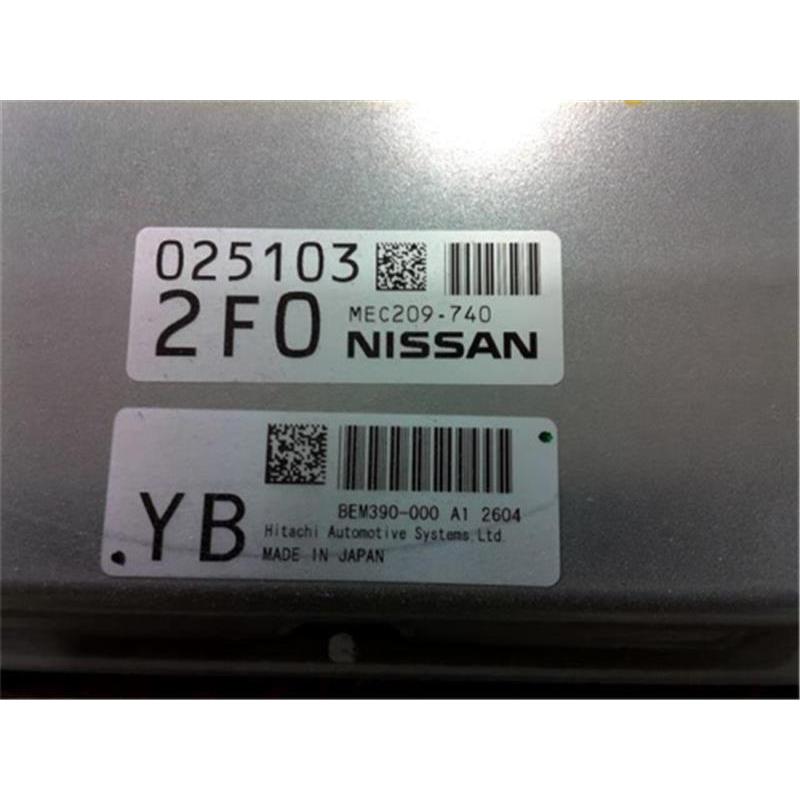 025103
2F0 MEC209-740
NISSAN
BEM390-000 A1 2604
YB Hitachi Automotive Systems,Ltd.
MADE IN JAPAN